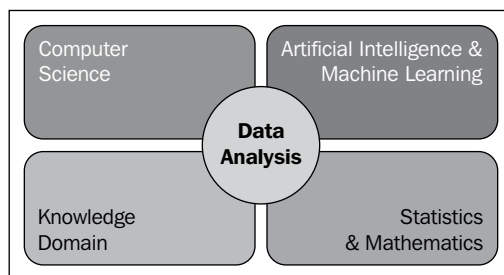 Computer
Science
Artificial Intelligence &
Machine Learning
Data
Analysis
Knowledge
Domain
Statistics
& Mathematics